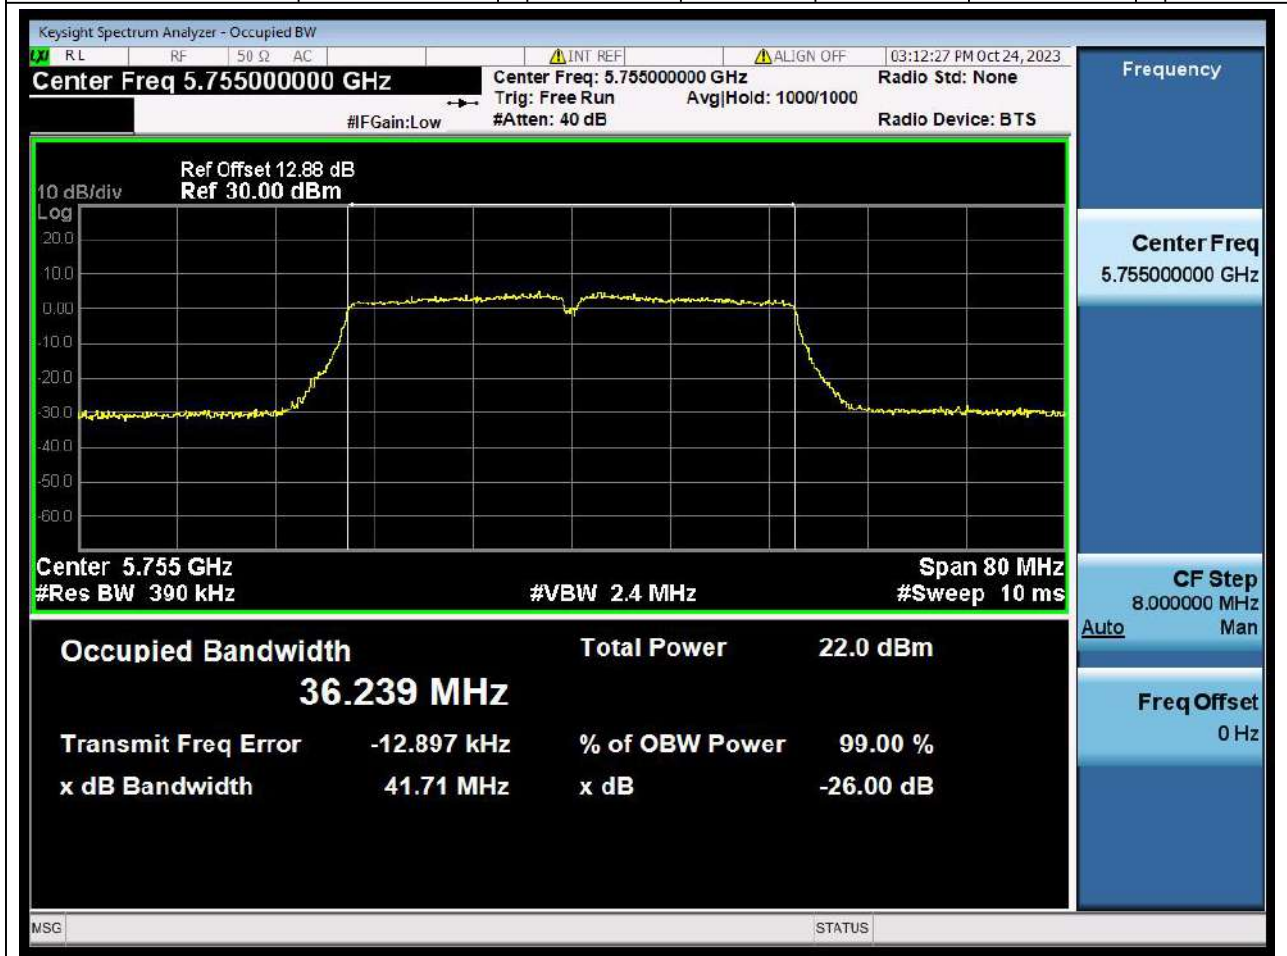 Keysight Spectrum Analyzer - Occupied BW
LXI RL RF 50 Ω AC INT REF ALIGN OFF 03:12:27 PM Oct 24, 2023
Center Freq 5.755000000 GHz
Center Freq: 5.755000000 GHz
Radio Std: None
Trig: Free Run Avg|Hold: 1000/1000
#IFGain:Low #Atten: 40 dB Radio Device: BTS
Ref Offset 12.88 dB
10 dB/div Ref 30.00 dBm
Log
20.0
10.0
0.00
-10.0
-20.0
-30.0
-40.0
-50.0
-60.0
Center 5.755 GHz Span 80 MHz
#Res BW 390 kHz #VBW 2.4 MHz #Sweep 10 ms
Occupied Bandwidth Total Power 22.0 dBm
36.239 MHz
Transmit Freq Error -12.897 kHz % of OBW Power 99.00 %
x dB Bandwidth 41.71 MHz x dB -26.00 dB
MSG STATUS
Frequency
Center Freq
5.755000000 GHz
CF Step
8.000000 MHz
Auto Man
Freq Offset
0 Hz